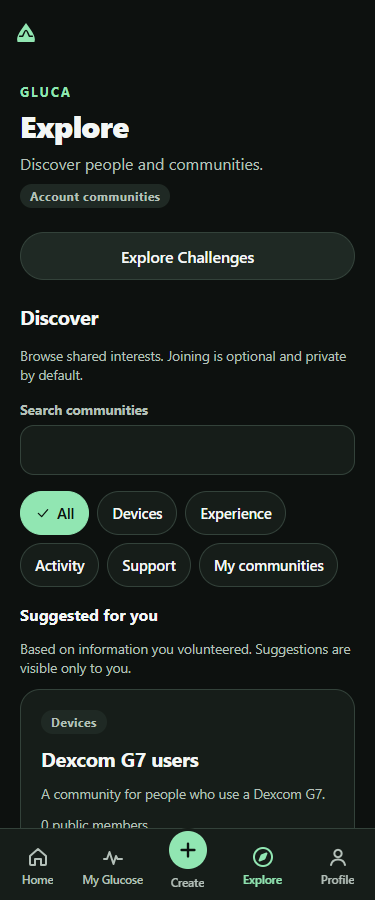 GLUCA
Explore
Discover people and communities.
Account communities
Explore Challenges
Discover
Browse shared interests. Joining is optional and private
by default.
Search communities
All
Devices
Experience
Activity
Support
My communities
Suggested for you
Based on information you volunteered. Suggestions are
visible only to you.
Devices
Dexcom G7 users
A community for people who use a Dexcom G7.
0 public members
Home
My Glucose
Create
Explore
Profile